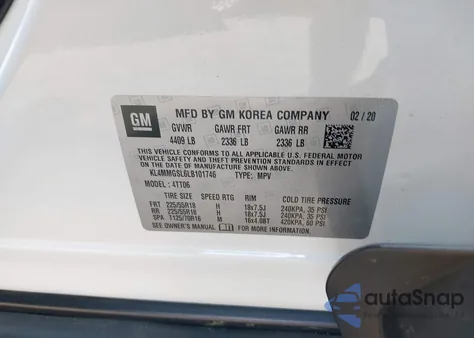 GM MFD BY GM KOREA COMPANY 02/20
GVWR GAWR FRT GAWR RR
4409 LB 2336 LB 2336 LB
THIS VEHICLE CONFORMS TO ALL APPLICABLE U.S. FEDERAL MOTOR
VEHICLE SAFETY, BUMPER, AND THEFT PREVENTION STANDARDS IN
EFFECT ON THE DATE OF MANUFACTURE SHOWN ABOVE.
KL4MMGSL6LB101746 TYPE: MPV
MODEL: 4TT06
TIRE SIZE SPEED RTG RIM COLD TIRE PRESSURE
FRT 225/55R18 H 18x7.5J 240KPA, 35 PSI
RR 225/55R18 H 18x7.5J 240KPA, 35 PSI
SPA T125/70R16 M 16x4.0BT 420KPA, 60 PSI
SEE OWNER'S MANUAL FOR MORE INFORMATION.
autoSnap